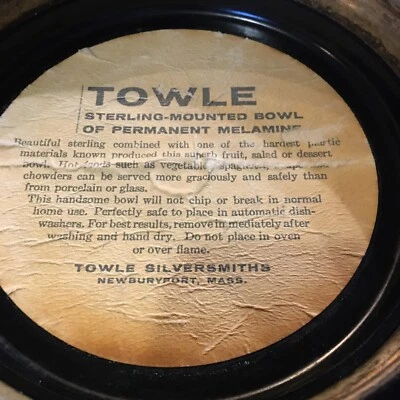 TOWLE
STERLING-MOUNTED BOWL
OF PERMANENT MELAMINE
Beautiful sterling combined with one of the hardest plastic
materials known produced this superb fruit, salad or dessert
bowl. Hot foods such as vegetables, spaghetti,
chowders can be served more graciously and safely than
from porcelain or glass.
This handsome bowl will not chip or break in normal
home use. Perfectly safe to place in automatic dish-
washers. For best results, remove immediately after
washing and hand dry. Do not place in oven
or over flame.
TOWLE SILVERSMITHS
NEWBURYPORT, MASS.